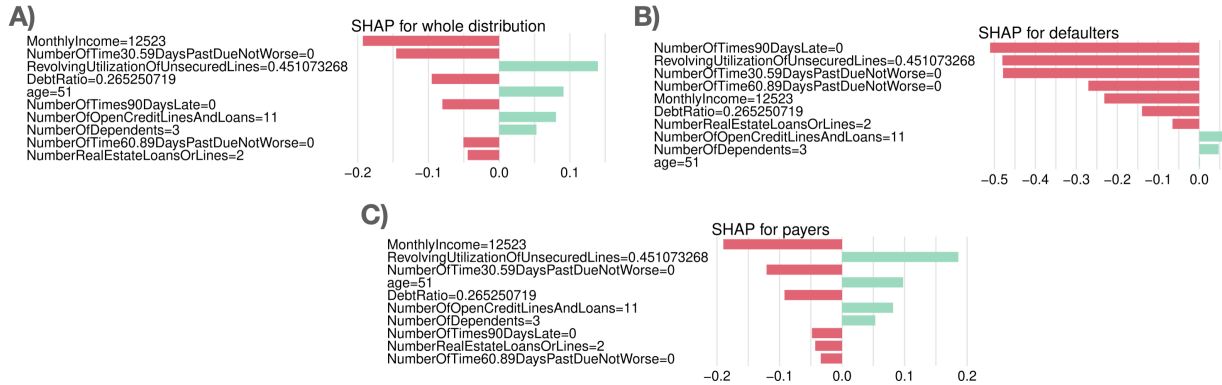 A)
SHAP for whole distribution
MonthlyIncome=12523
NumberOfTime30.59DaysPastDueNotWorse=0
RevolvingUtilizationOfUnsecuredLines=0.451073268
DebtRatio=0.265250719
age=51
NumberOfTimes90DaysLate=0
NumberOfOpenCreditLinesAndLoans=11
NumberOfDependents=3
NumberOfTime60.89DaysPastDueNotWorse=0
NumberRealEstateLoansOrLines=2
−0.2 −0.1 0.0 0.1
B)
SHAP for defaulters
NumberOfTimes90DaysLate=0
RevolvingUtilizationOfUnsecuredLines=0.451073268
NumberOfTime30.59DaysPastDueNotWorse=0
NumberOfTime60.89DaysPastDueNotWorse=0
MonthlyIncome=12523
DebtRatio=0.265250719
NumberRealEstateLoansOrLines=2
NumberOfOpenCreditLinesAndLoans=11
NumberOfDependents=3
age=51
−0.5 −0.4 −0.3 −0.2 −0.1 0.0
C)
SHAP for payers
MonthlyIncome=12523
RevolvingUtilizationOfUnsecuredLines=0.451073268
NumberOfTime30.59DaysPastDueNotWorse=0
age=51
DebtRatio=0.265250719
NumberOfOpenCreditLinesAndLoans=11
NumberOfDependents=3
NumberOfTimes90DaysLate=0
NumberRealEstateLoansOrLines=2
NumberOfTime60.89DaysPastDueNotWorse=0
−0.2 −0.1 0.0 0.1 0.2